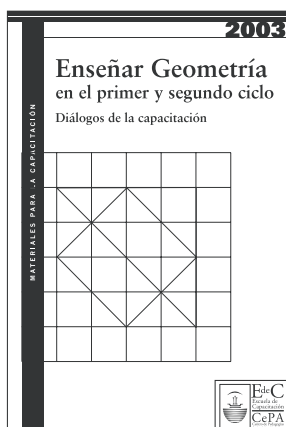 2003
Enseñar Geometría
en el primer y segundo ciclo
Diálogos de la capacitación
MATERIALES PARA LA CAPACITACIÓN
EdeC
Escuela de
Capacitación
CePA